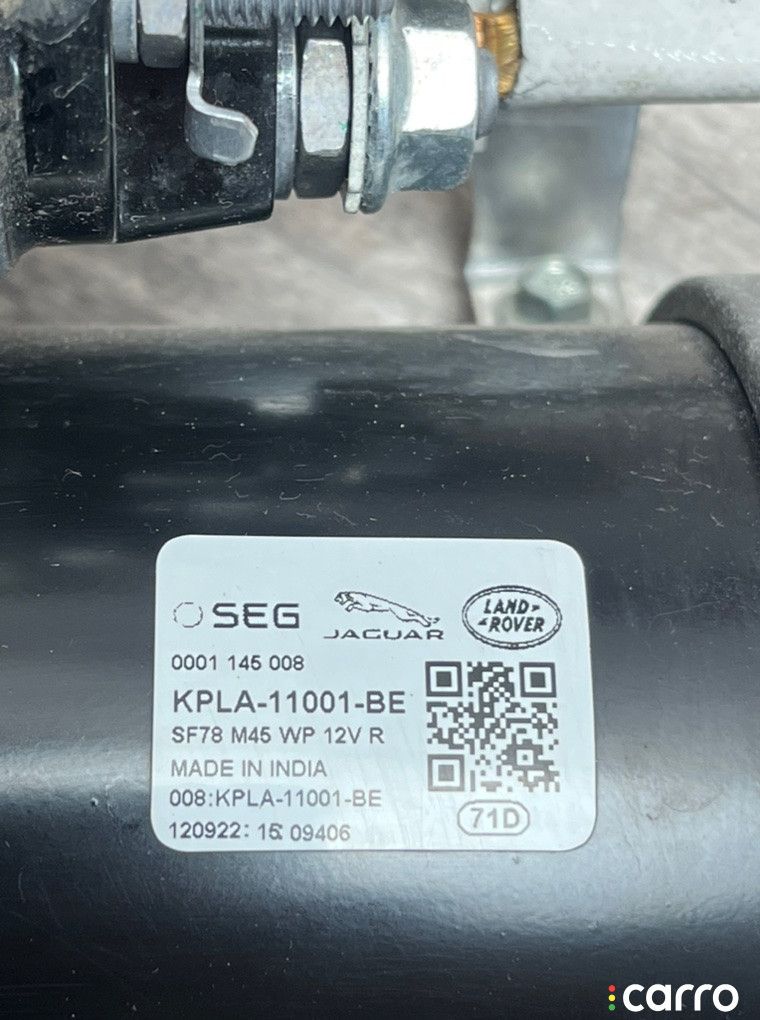 SEG
JAGUAR
LAND-
-ROVER
0001 145 008
KPLA-11001-BE
SF78 M45 WP 12V R
MADE IN INDIA
008:KPLA-11001-BE
71D
120922: 09406
carro